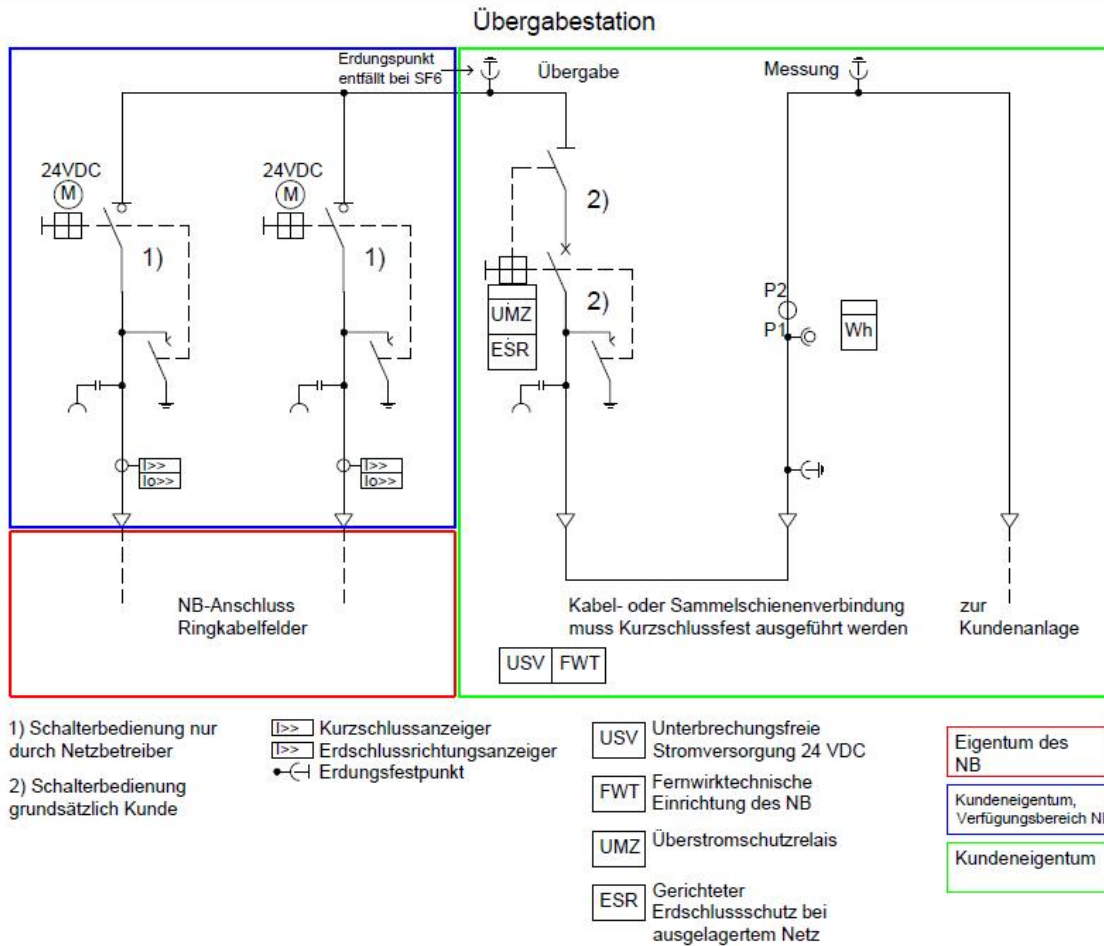 Übergabestation
Erdungspunkt
entfällt bei SF6
Übergabe
Messung
24VDC
M
24VDC
M
1)
1)
2)
2)
UMZ
ESR
P2
P1
Wh
I>>
Io>>
I>>
Io>>
NB-Anschluss
Ringkabelfelder
Kabel- oder Sammelschienenverbindung
muss Kurzschlussfest ausgeführt werden
zur
Kundenanlage
USV FWT
1) Schalterbedienung nur
durch Netzbetreiber
2) Schalterbedienung
grundsätzlich Kunde
I>> Kurzschlussanzeiger
I>> Erdschlussrichtungsanzeiger
Erdungsfestpunkt
USV Unterbrechungsfreie
Stromversorgung 24 VDC
FWT Fernwirktechnische
Einrichtung des NB
UMZ Überstromschutzrelais
ESR Gerichteter
Erdschlussschutz bei
ausgelagertem Netz
Eigentum des
NB
Kundeneigentum,
Verfügungsbereich
Kundeneigentum